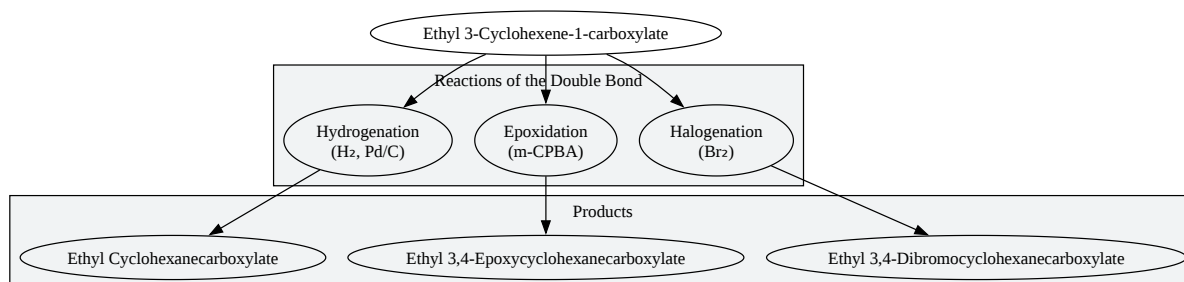 Ethyl 3-Cyclohexene-1-carboxylate
Reactions of the Double Bond
Hydrogenation
(H₂, Pd/C)
Epoxidation
(m-CPBA)
Halogenation
(Br₂)
Products
Ethyl Cyclohexanecarboxylate
Ethyl 3,4-Epoxycyclohexanecarboxylate
Ethyl 3,4-Dibromocyclohexanecarboxylate